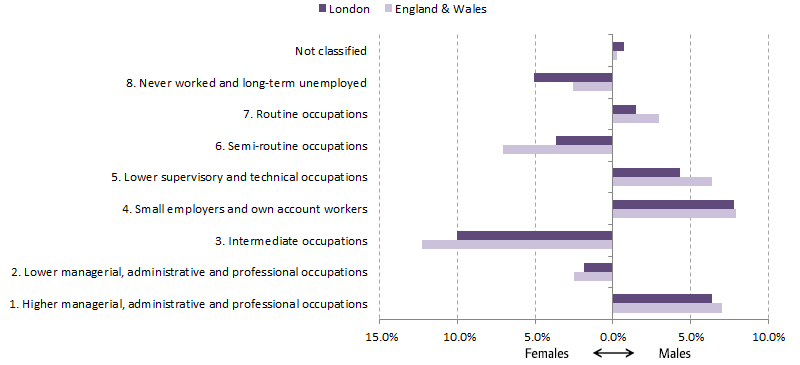 London England & Wales
Not classified
8. Never worked and long-term unemployed
7. Routine occupations
6. Semi-routine occupations
5. Lower supervisory and technical occupations
4. Small employers and own account workers
3. Intermediate occupations
2. Lower managerial, administrative and professional occupations
1. Higher managerial, administrative and professional occupations
15.0% 10.0% 5.0% 0.0% 5.0% 10.0%
Females Males